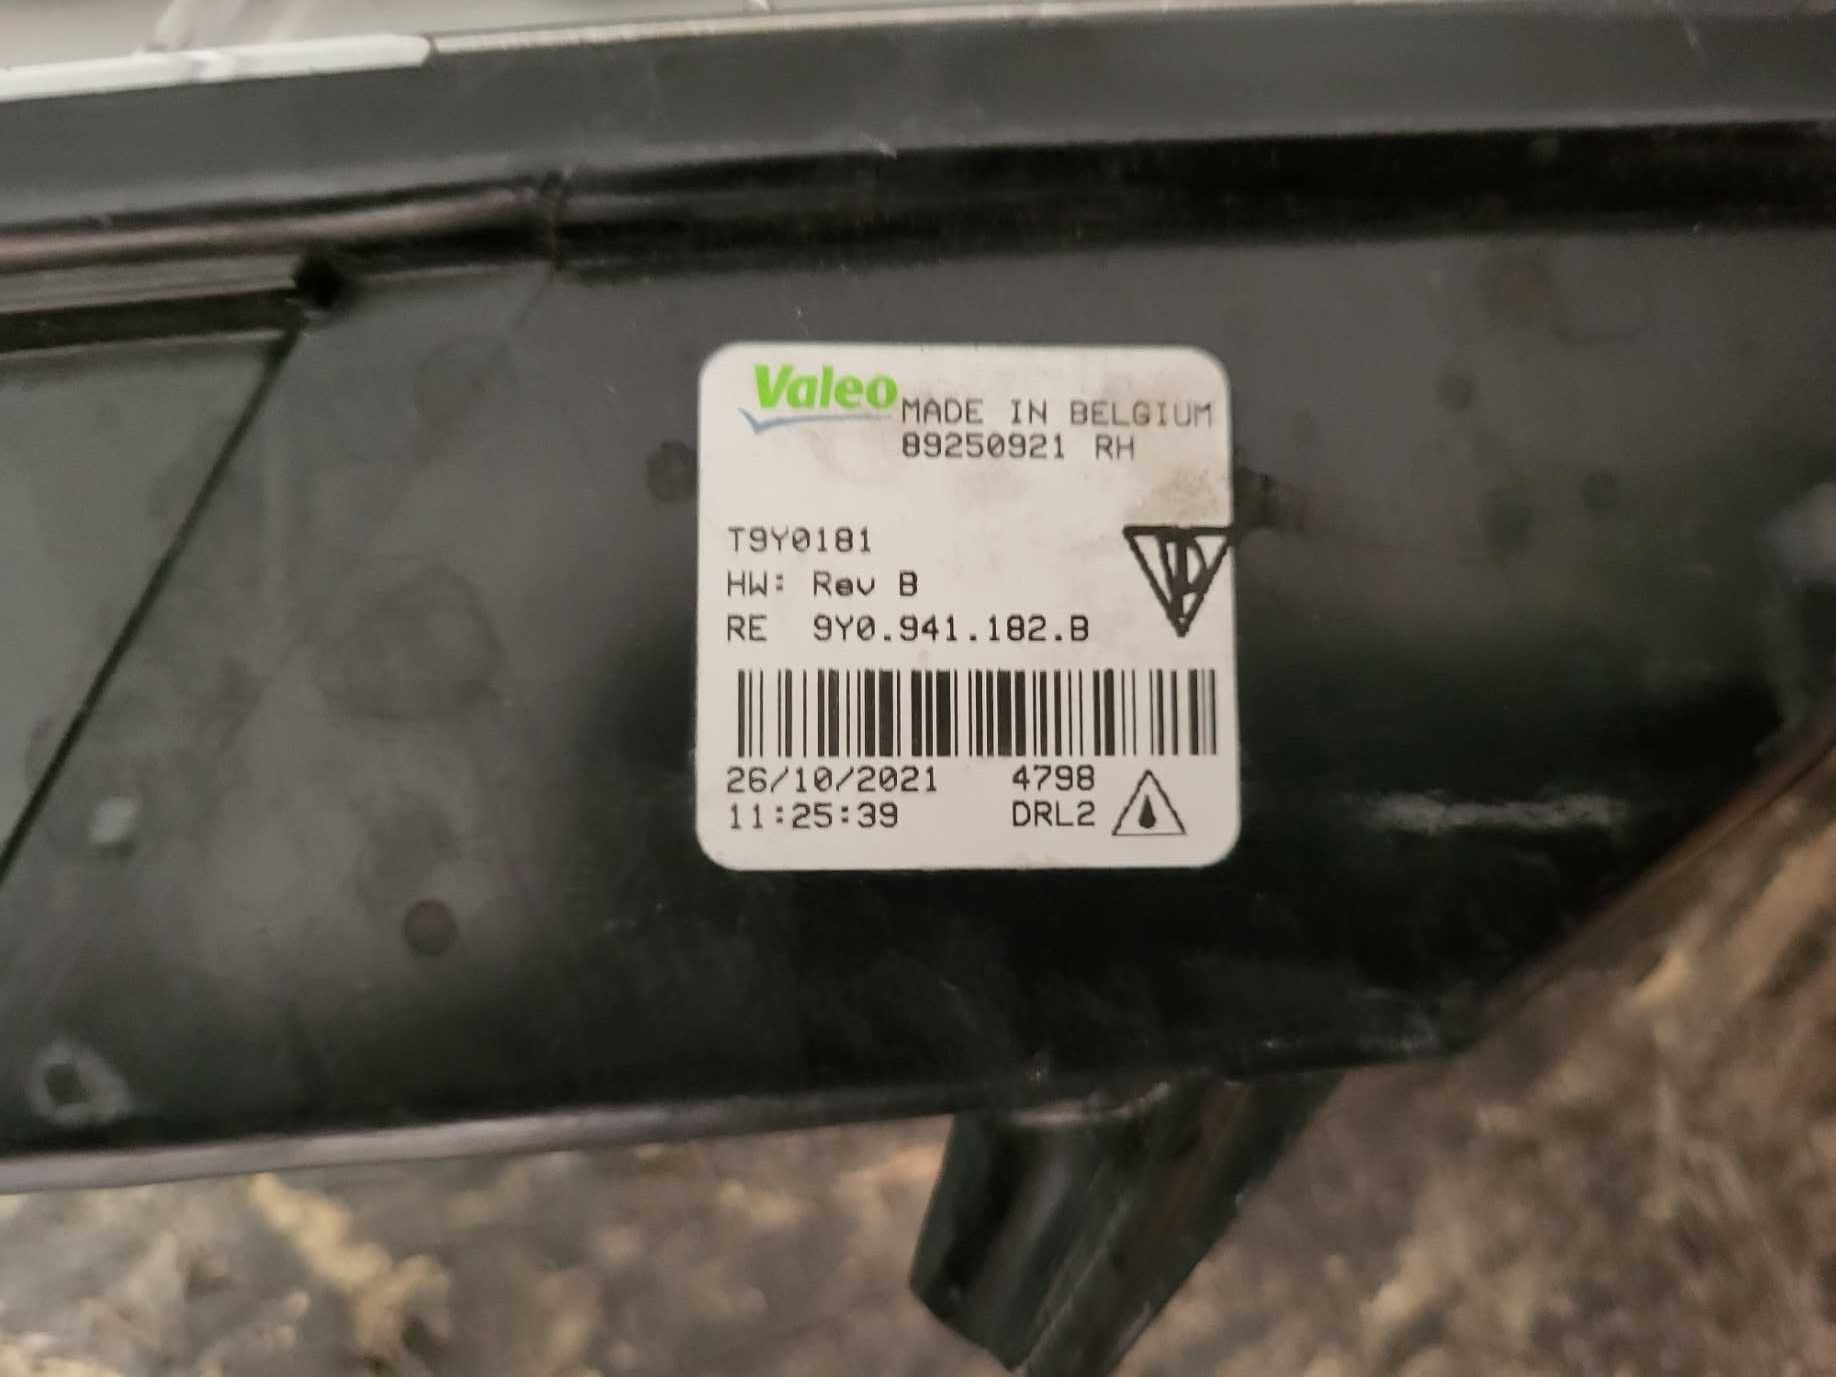 Valeo
MADE IN BELGIUM
89250921 RH
T9Y0181
HW: Rev B
RE 9Y0.941.182.B
26/10/2021 4798
11:25:39 DRL2